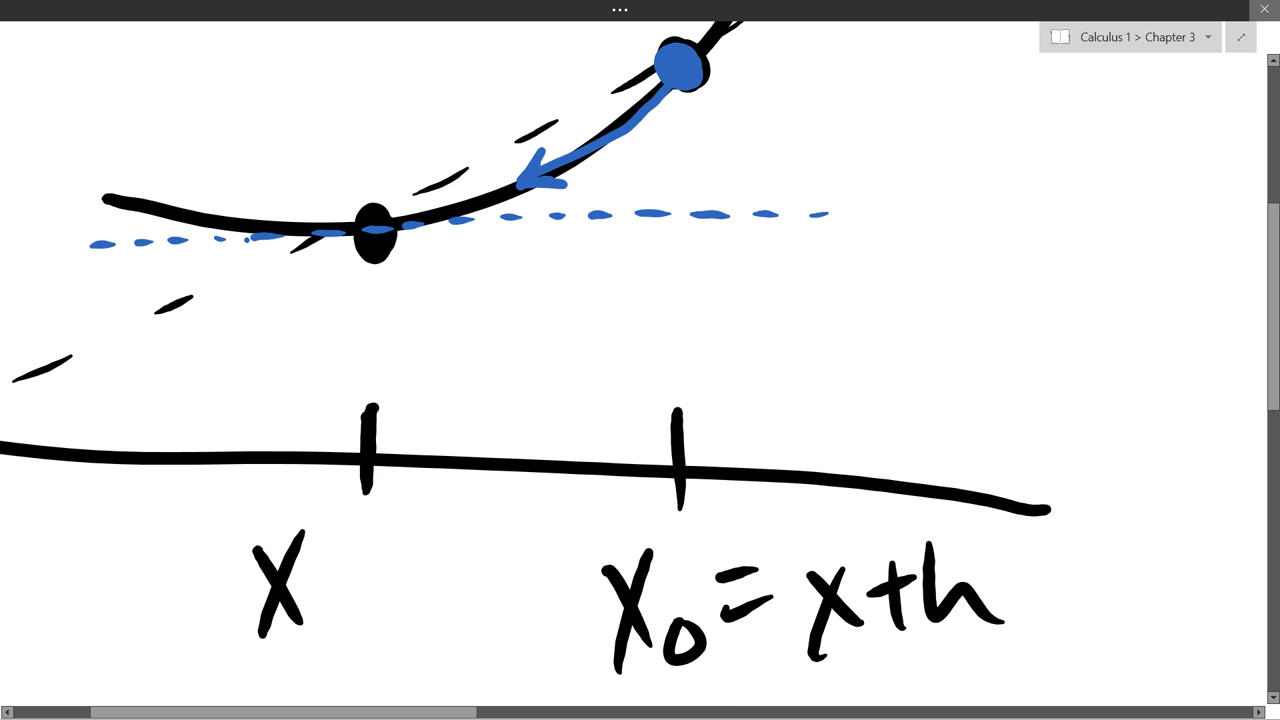 Calculus 1 > Chapter 3
x
x₀ = x+h